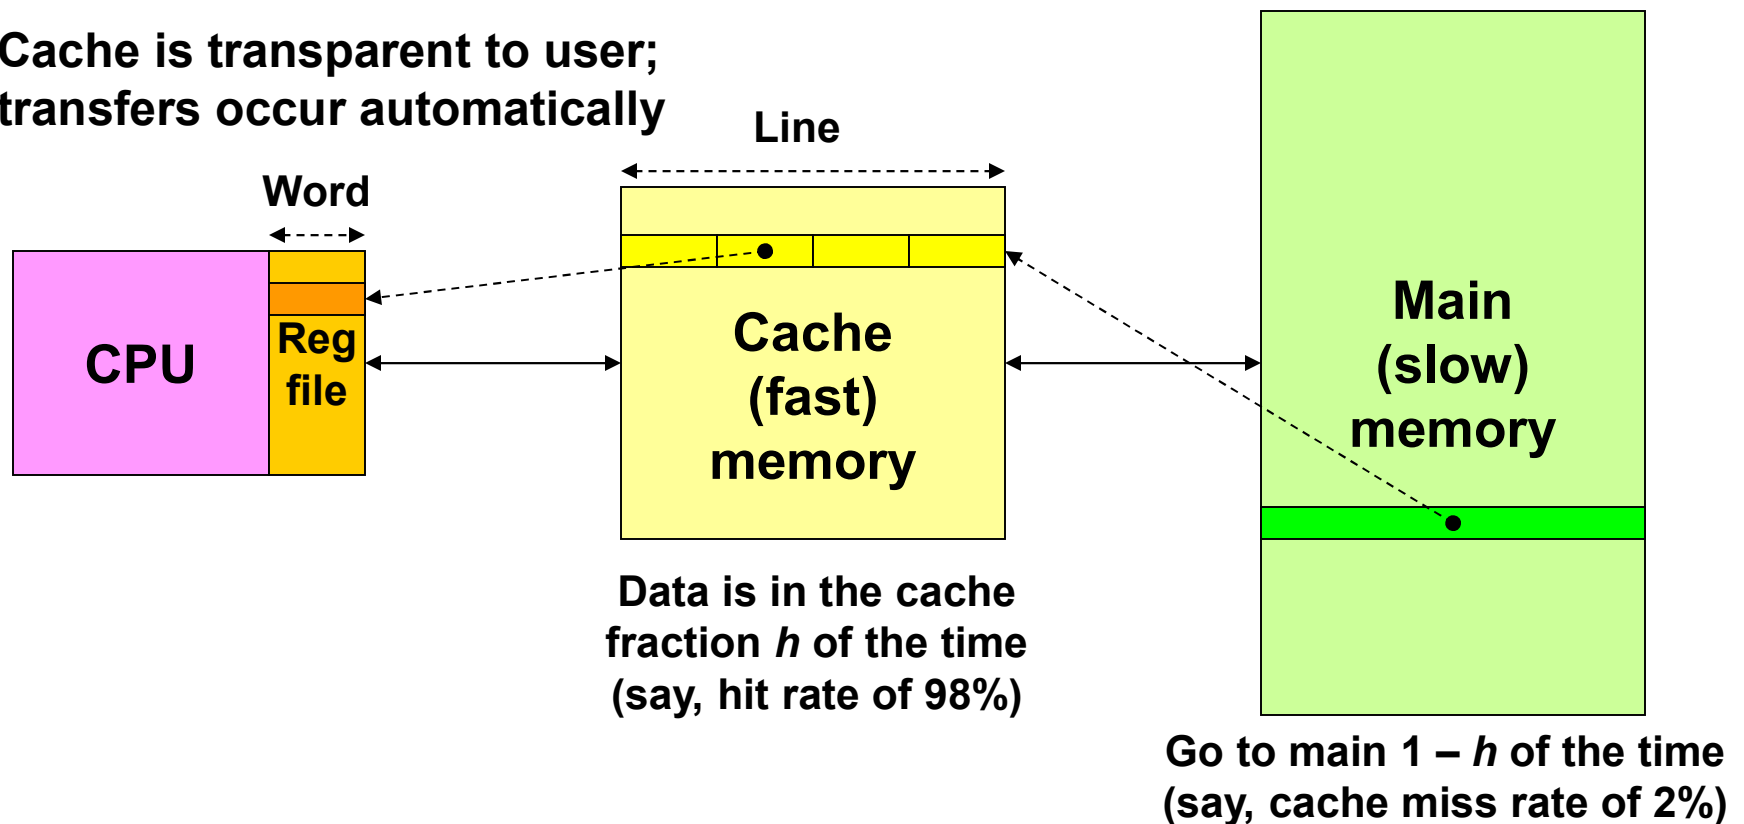 Cache is transparent to user;
transfers occur automatically
Line
Word
CPU
Reg
file
Cache
(fast)
memory
Main
(slow)
memory
Data is in the cache
fraction h of the time
(say, hit rate of 98%)
Go to main 1 – h of the time
(say, cache miss rate of 2%)